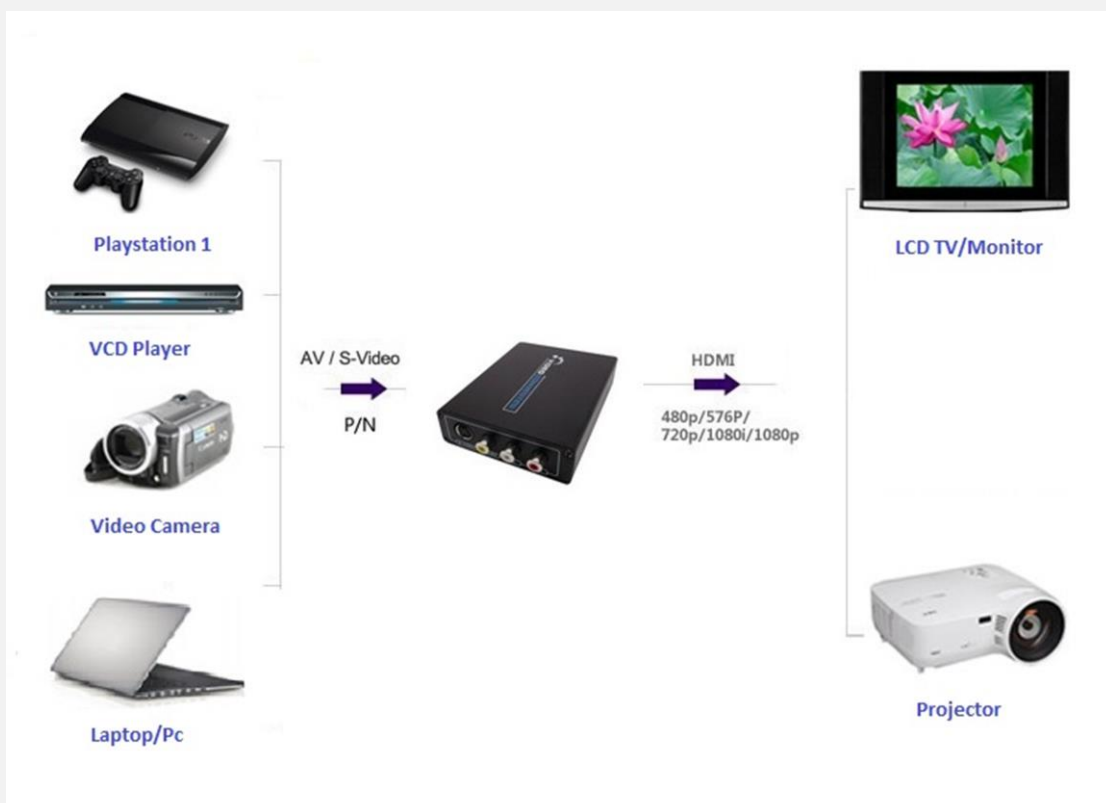 Playstation 1
VCD Player
Video Camera
Laptop/Pc
AV / S-Video
P/N
HDMI
480p/576P/
720p/1080i/1080p
LCD TV/Monitor
Projector